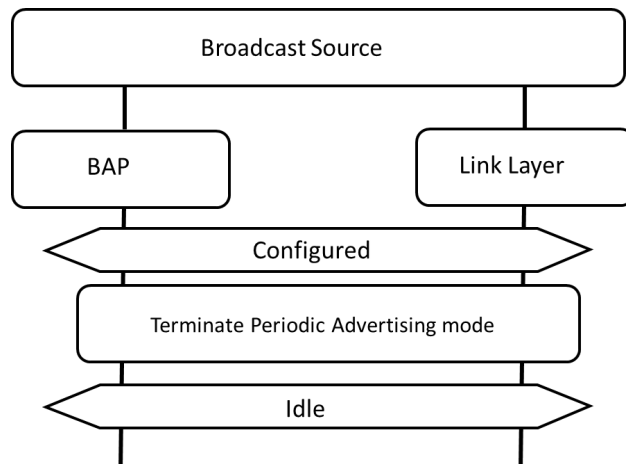 Broadcast Source
BAP
Link Layer
Configured
Terminate Periodic Advertising mode
Idle